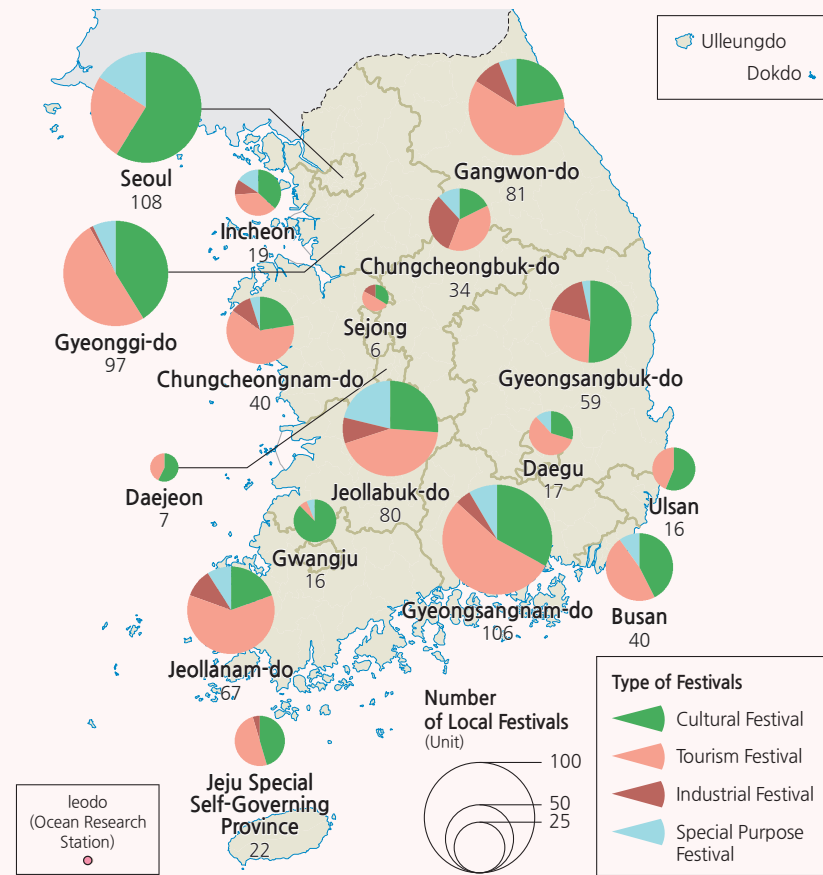 Ulleungdo
Dokdo
Seoul
108
Gangwon-do
81
Incheon
19
Chungcheongbuk-do
34
Gyeonggi-do
97
Sejong
6
Chungcheongnam-do
40
Gyeongsangbuk-do
59
Daejeon
7
Jeollabuk-do
80
Daegu
17
Ulsan
16
Gwangju
16
Gyeongsangnam-do
106
Busan
40
Jeollanam-do
67
Jeju Special
Self-Governing
Province
22
Ieodo
(Ocean Research
Station)
Number
of Local Festivals
(Unit)
100
50
25
Type of Festivals
Cultural Festival
Tourism Festival
Industrial Festival
Special Purpose
Festival